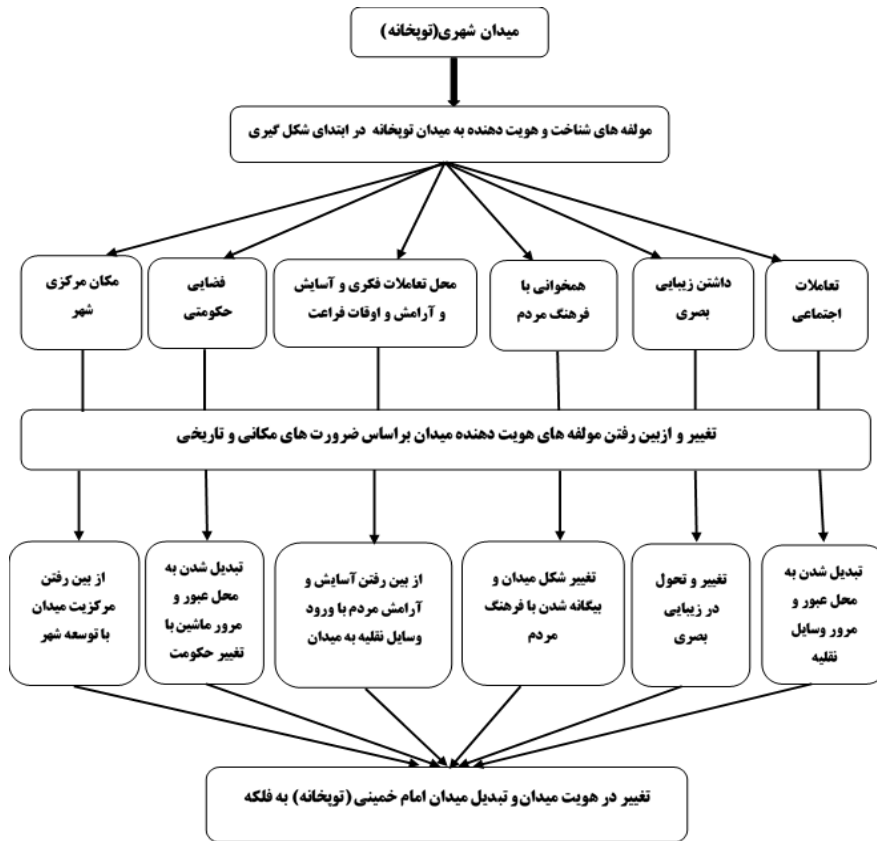 میدان شهری(توپخانه)
مولفه های شناخت و هویت دهنده به میدان توپخانه در ابتدای شکل گیری
تعاملات
اجتماعی
داشتن زیبایی
بصری
همخوانی با
فرهنگ مردم
محل تعاملات فکری و آسایش
و آرامش و اوقات فراعت
فضایی
حکومتی
مکان مرکزی
شهر
تغییر و ازبین رفتن مولفه های هویت دهنده میدان براساس ضرورت های مکانی و تاریخی
تبدیل شدن به
محل عبور و
مرور وسایل
نقلیه
تغییر و تحول
در زیبایی
بصری
تغییر شکل میدان و
بیگانه شدن با فرهنگ
مردم
از بین رفتن آسایش و
آرامش مردم با ورود
وسایل نقلیه به میدان
تبدیل شدن به
محل عبور و
مرور ماشین با
تغییر حکومت
از بین رفتن
مرکزیت میدان
با توسعه شهر
تغییر در هویت میدان و تبدیل میدان امام خمینی (توپخانه) به فلکه